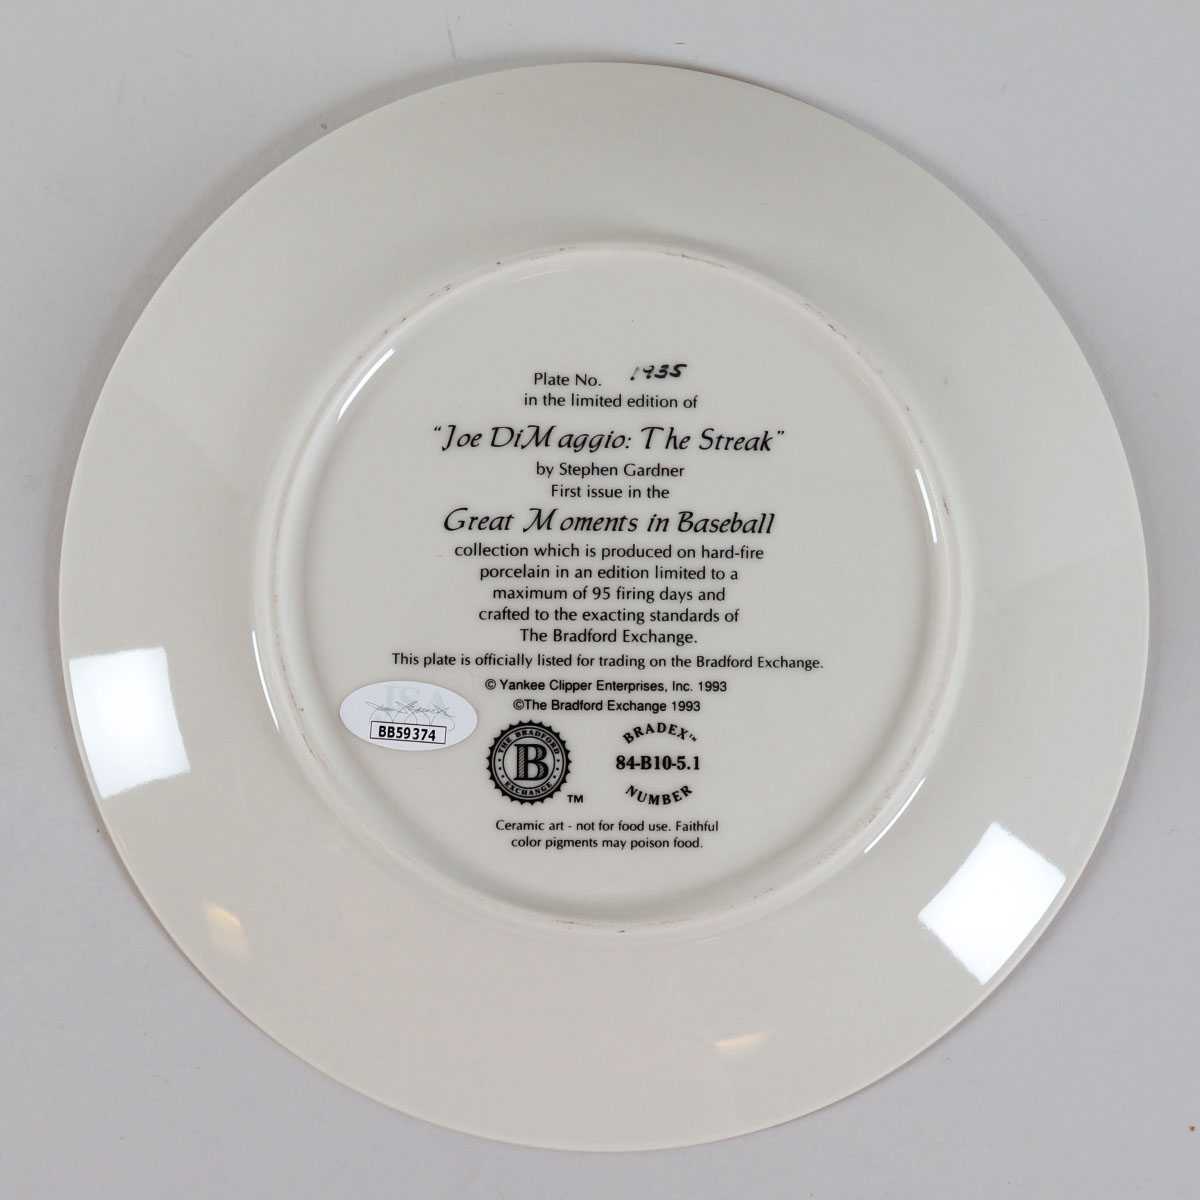 Plate No. 1935
in the limited edition of
"Joe DiMaggio: The Streak"
by Stephen Gardner
First issue in the
Great Moments in Baseball
collection which is produced on hard-fire
porcelain in an edition limited to a
maximum of 95 firing days and
crafted to the exacting standards of
The Bradford Exchange.
This plate is officially listed for trading on the Bradford Exchange.
© Yankee Clipper Enterprises, Inc. 1993
©The Bradford Exchange 1993
JSA
BB59374
THE BRADFORD
B
EXCHANGE
TM
BRADEX™
84-B10-5.1
NUMBER
Ceramic art - not for food use. Faithful
color pigments may poison food.